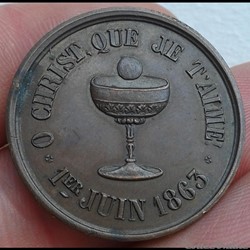 O CHRIST, QUE JE T'AIME!
* 1ER JUIN 1863 *